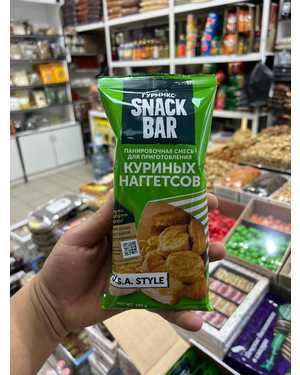 ГУРМИКС
SNACK
BAR
ПАНИРОВОЧНАЯ СМЕСЬ
ДЛЯ ПРИГОТОВЛЕНИЯ
КУРИНЫХ
НАГГЕТСОВ
U.S.A. STYLE